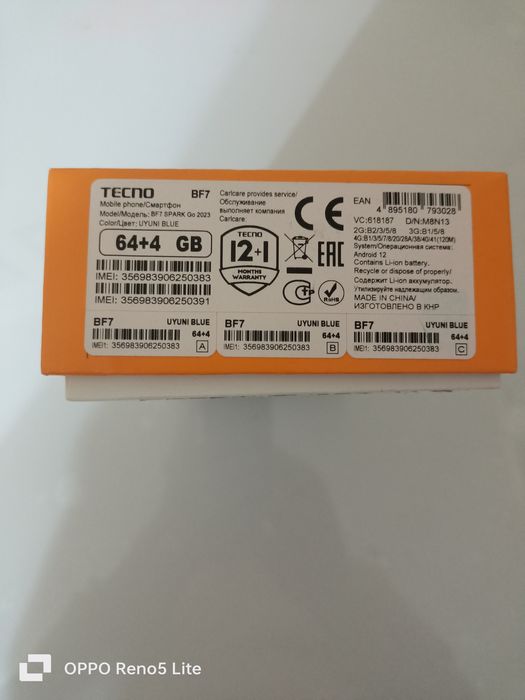 TECNO BF7
Mobile phone/Смартфон
Model/Модель: BF7 SPARK Go 2023
Color/Цвет: UYUNI BLUE
64+4 GB
IMEI: 356983906250383
IMEI: 356983906250391
Carlcare provides service/
Обслуживание
выполняет компания
Carlcare.
TECNO
12+1
MONTHS
WARRANTY
CE
EAC
RoHS
EAN
4 895180 793028
VC:618187 D/N:M8N13
2G:B2/3/5/8 3G:B1/5/8
4G:B1/3/5/7/8/20/28A/38/40/41(120M)
System/Операционная система:
Android 12
Contains Li-ion battery.
Recycle or dispose of properly/
Содержит Li-ion аккумулятор.
Утилизируйте надлежащим образом.
MADE IN CHINA/
ИЗГОТОВЛЕНО В КНР
BF7 UYUNI BLUE
64+4
IMEI1: 356983906250383 A
BF7 UYUNI BLUE
64+4
IMEI1: 356983906250383 B
BF7 UYUNI BLUE
64+4
IMEI1: 356983906250383 C
OPPO Reno5 Lite